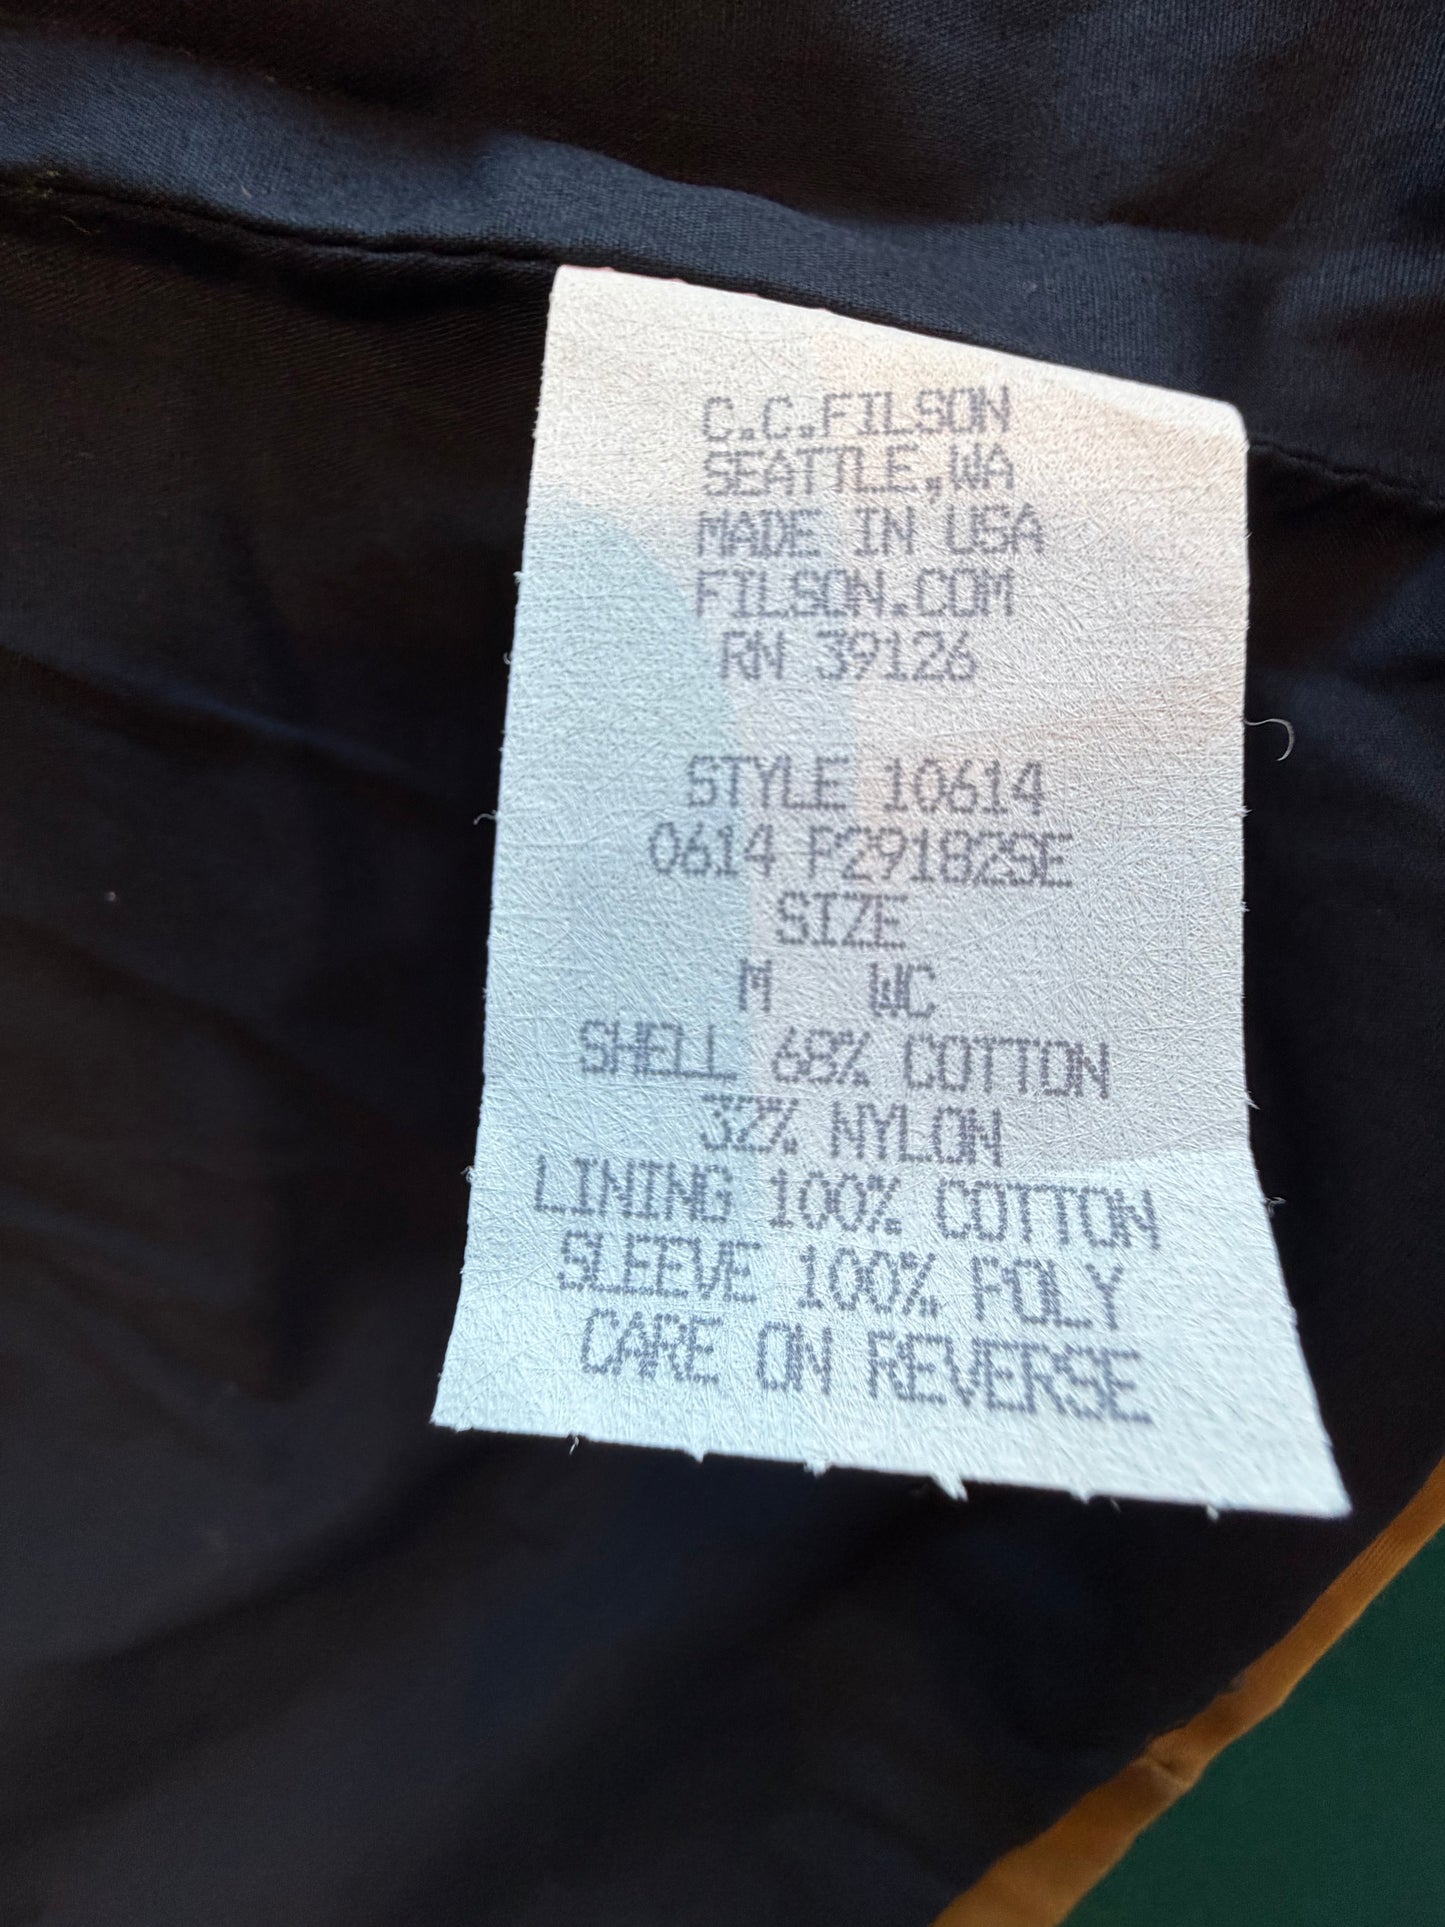 C.C.FILSON
SEATTLE,WA
MADE IN USA
FILSON.COM
RN 39126
STYLE 10614
0614 F29182SE
SIZE
M WC
SHELL 68% COTTON
32% NYLON
LINING 100% COTTON
SLEEVE 100% POLY
CARE ON REVERSE